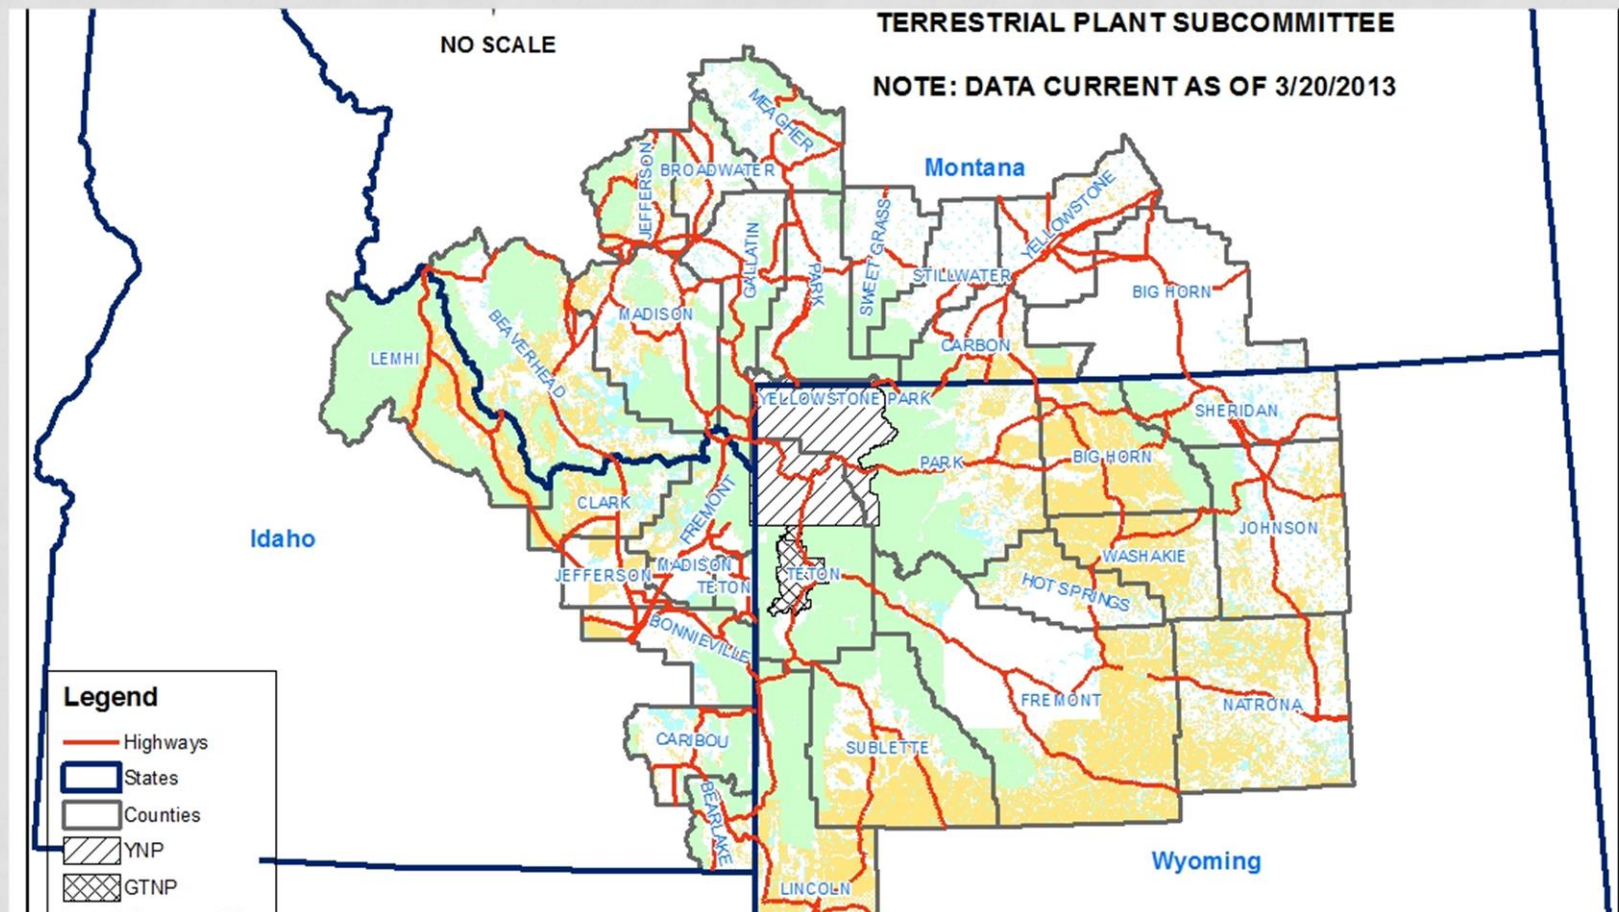 TERRESTRIAL PLANT SUBCOMMITTEE
NO SCALE
NOTE: DATA CURRENT AS OF 3/20/2013
MEAGHER
JEFFERSON
BROADWATER
Montana
YELLOWSTONE
GALLATIN
PARK
SWEET GRASS
STILLWATER
BIG HORN
MADISON
BEAVERHEAD
LEMHI
CARBON
YELLOWSTONE PARK
SHERIDAN
PARK
BIG HORN
CLARK
FREMONT
JOHNSON
Idaho
WASHAKIE
JEFFERSON
MADISON
TETON
TETON
HOT SPRINGS
BONNIEVILLE
FREMONT
NATRONA
CARIBOU
SUBLETTE
BEARLAKE
Wyoming
LINCOLN
Legend
Highways
States
Counties
YNP
GTNP